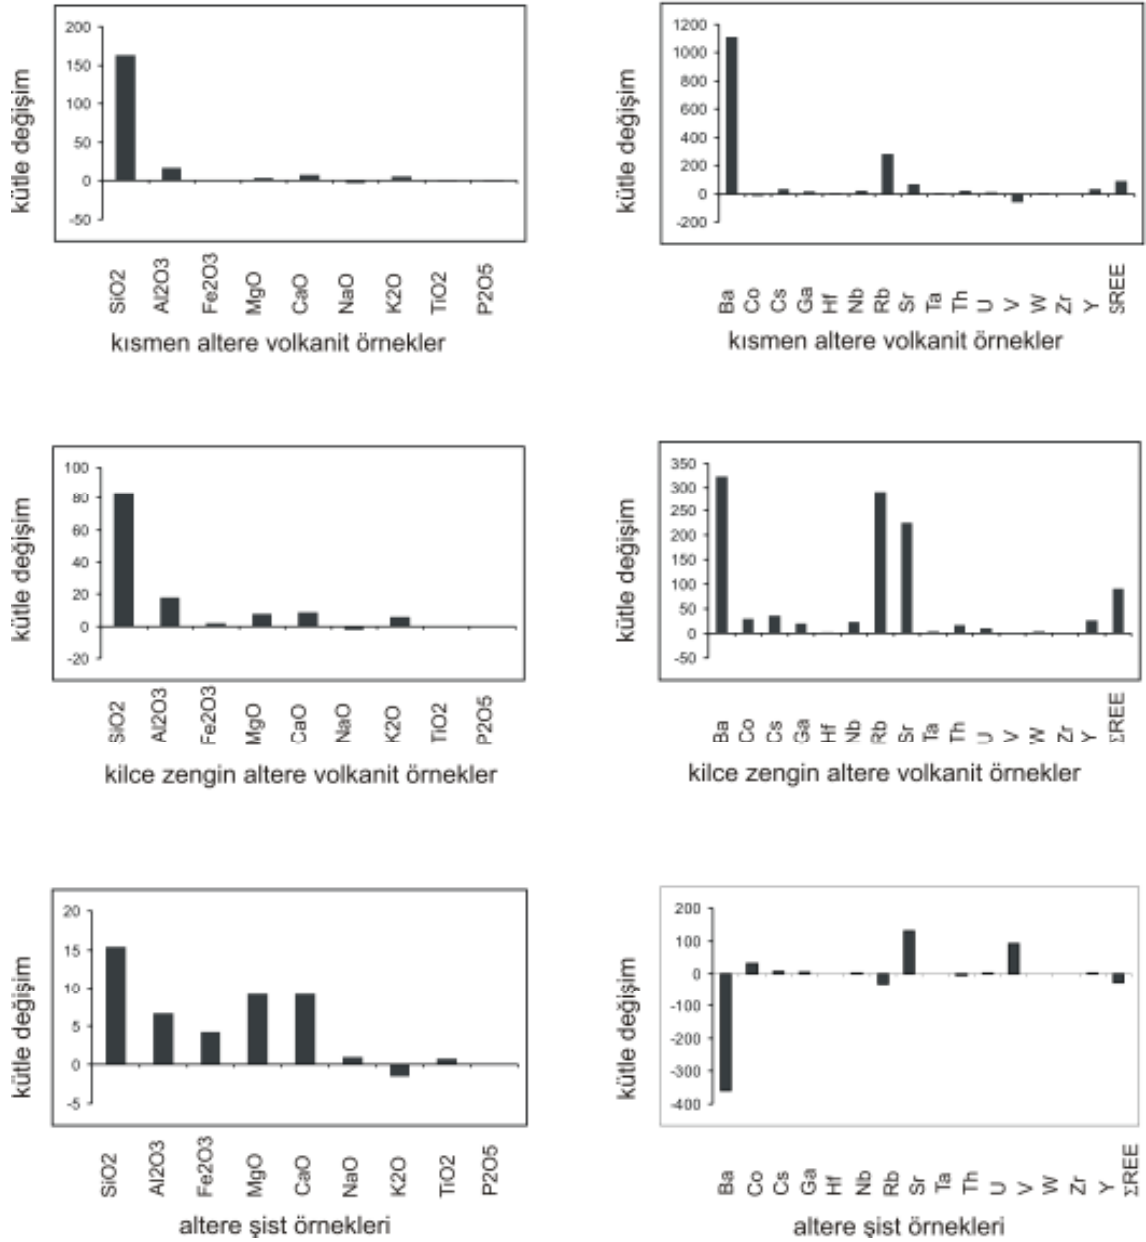 kütle değişim
200
150
100
50
0
-50
SiO2
Al2O3
Fe2O3
MgO
CaO
NaO
K2O
TiO2
P2O5
kısmen altere volkanit örnekler
kütle değişim
1200
1000
800
600
400
200
0
-200
Ba
Co
Cs
Ga
Hf
Nb
Rb
Sr
Ta
Th
U
V
W
Zr
Y
SREE
kısmen altere volkanit örnekler
kütle değişim
100
80
60
40
20
0
-20
SiO2
Al2O3
Fe2O3
MgO
CaO
NaO
K2O
TiO2
P2O5
kilce zengin altere volkanit örnekler
kütle değişim
350
300
250
200
150
100
50
0
-50
Ba
Co
Cs
Ga
Hf
Nb
Rb
Sr
Ta
Th
U
V
W
Zr
Y
ΣREE
kilce zengin altere volkanit örnekler
kütle değişim
20
15
10
5
0
-5
SiO2
Al2O3
Fe2O3
MgO
CaO
NaO
K2O
TiO2
P2O5
altere şist örnekleri
kütle değişim
200
100
0
-100
-200
-300
-400
Ba
Co
Cs
Ga
Hf
Nb
Rb
Sr
Ta
Th
U
V
W
Zr
Y
ΣREE
altere şist örnekleri